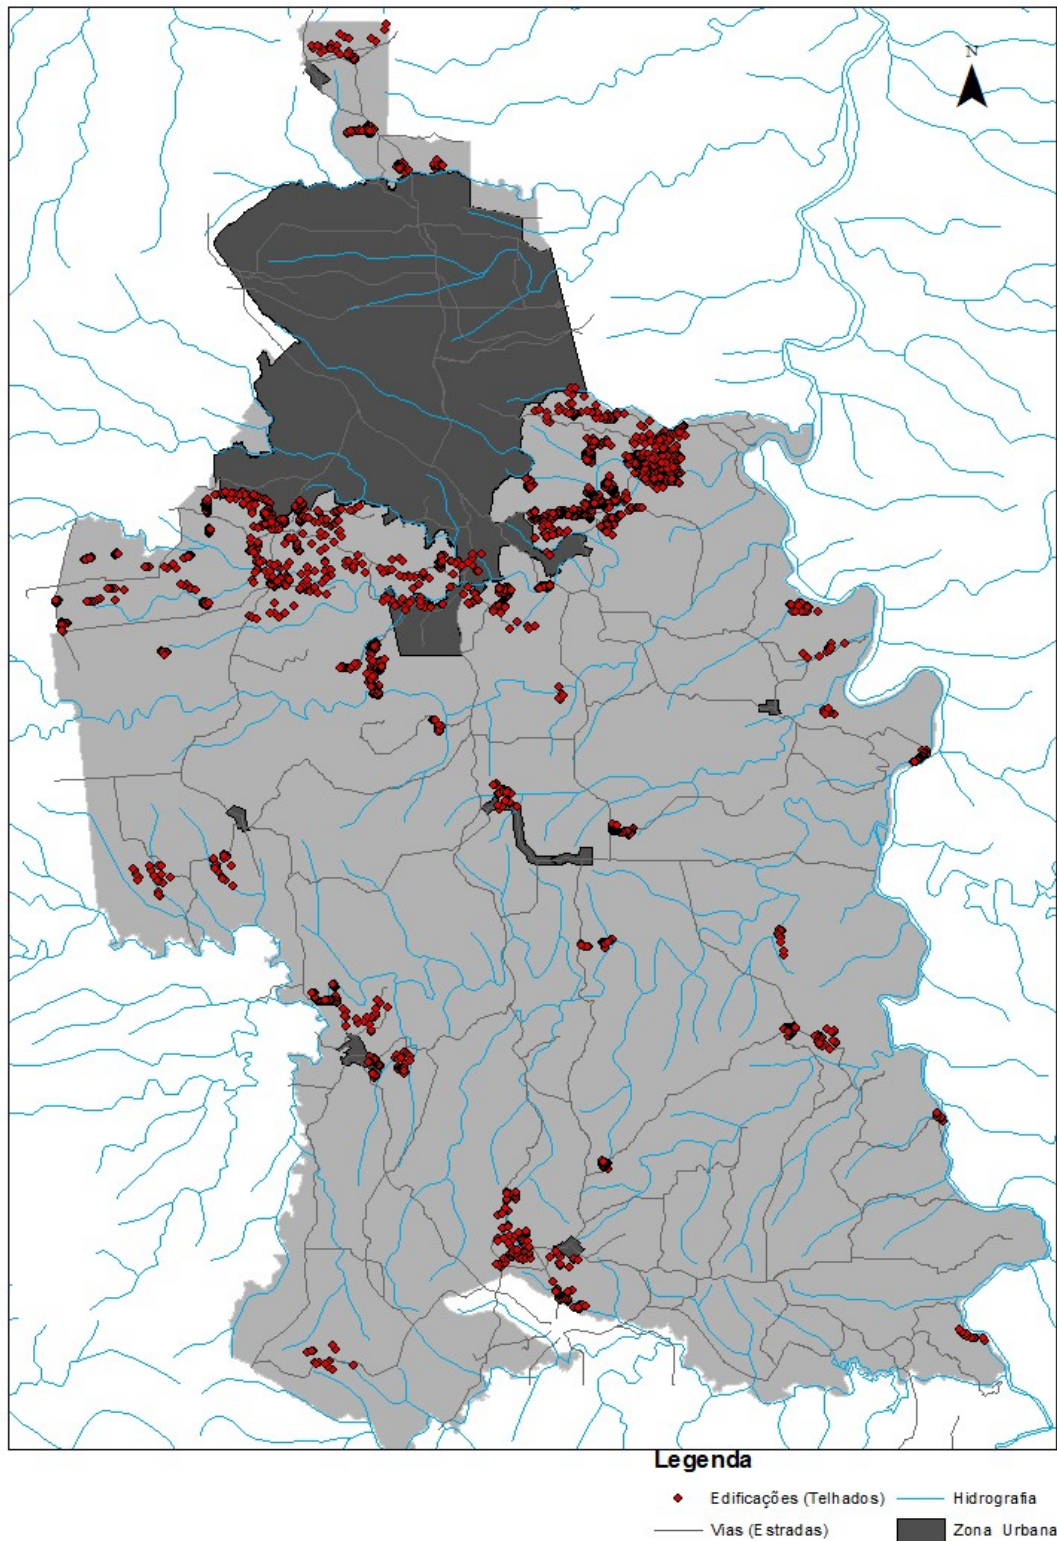 N
Legenda
Edificações (Telhados)
Hidrografia
Vias (Estradas)
Zona Urbana